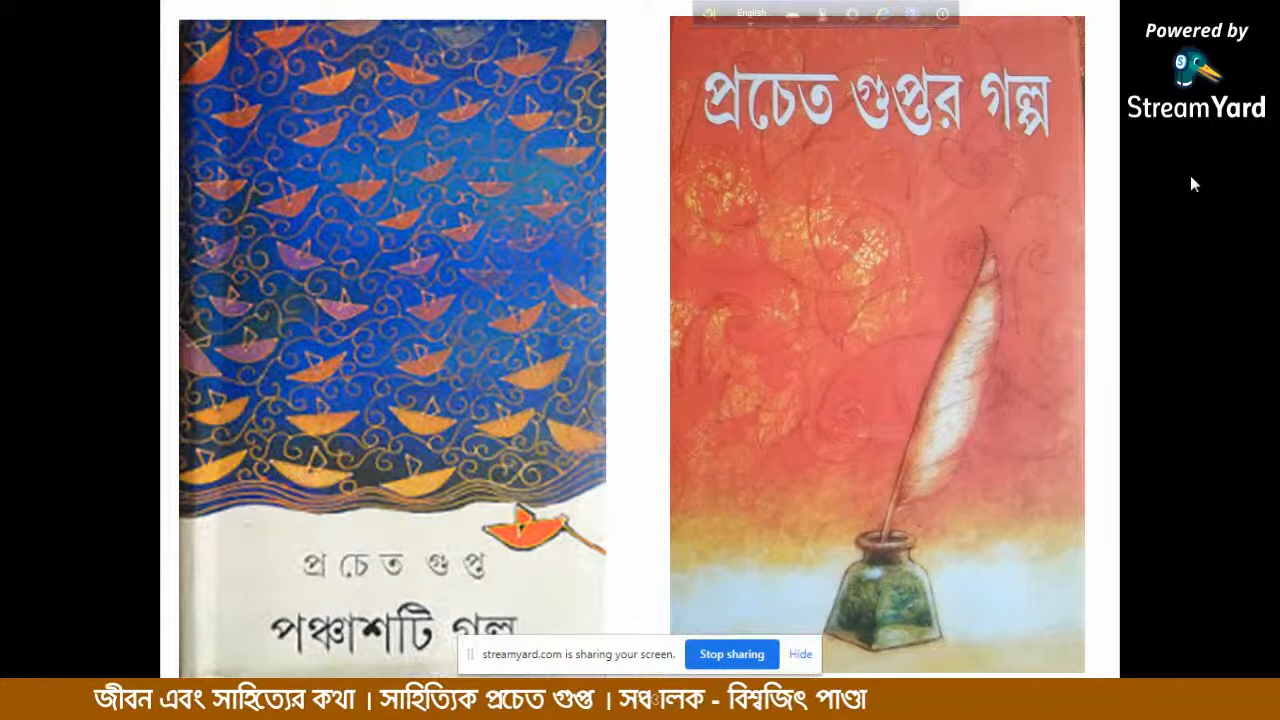 English
Powered by
StreamYard
প্রচেত গুপ্তর গল্প
প্রচেত গুপ্ত
পঞ্চাশটি গল্প
streamyard.com is sharing your screen.
Stop sharing
Hide
জীবন এবং সাহিত্যের কথা । সাহিত্যিক প্রচেত গুপ্ত । সঞ্চালক - বিশ্বজিৎ পাণ্ডা